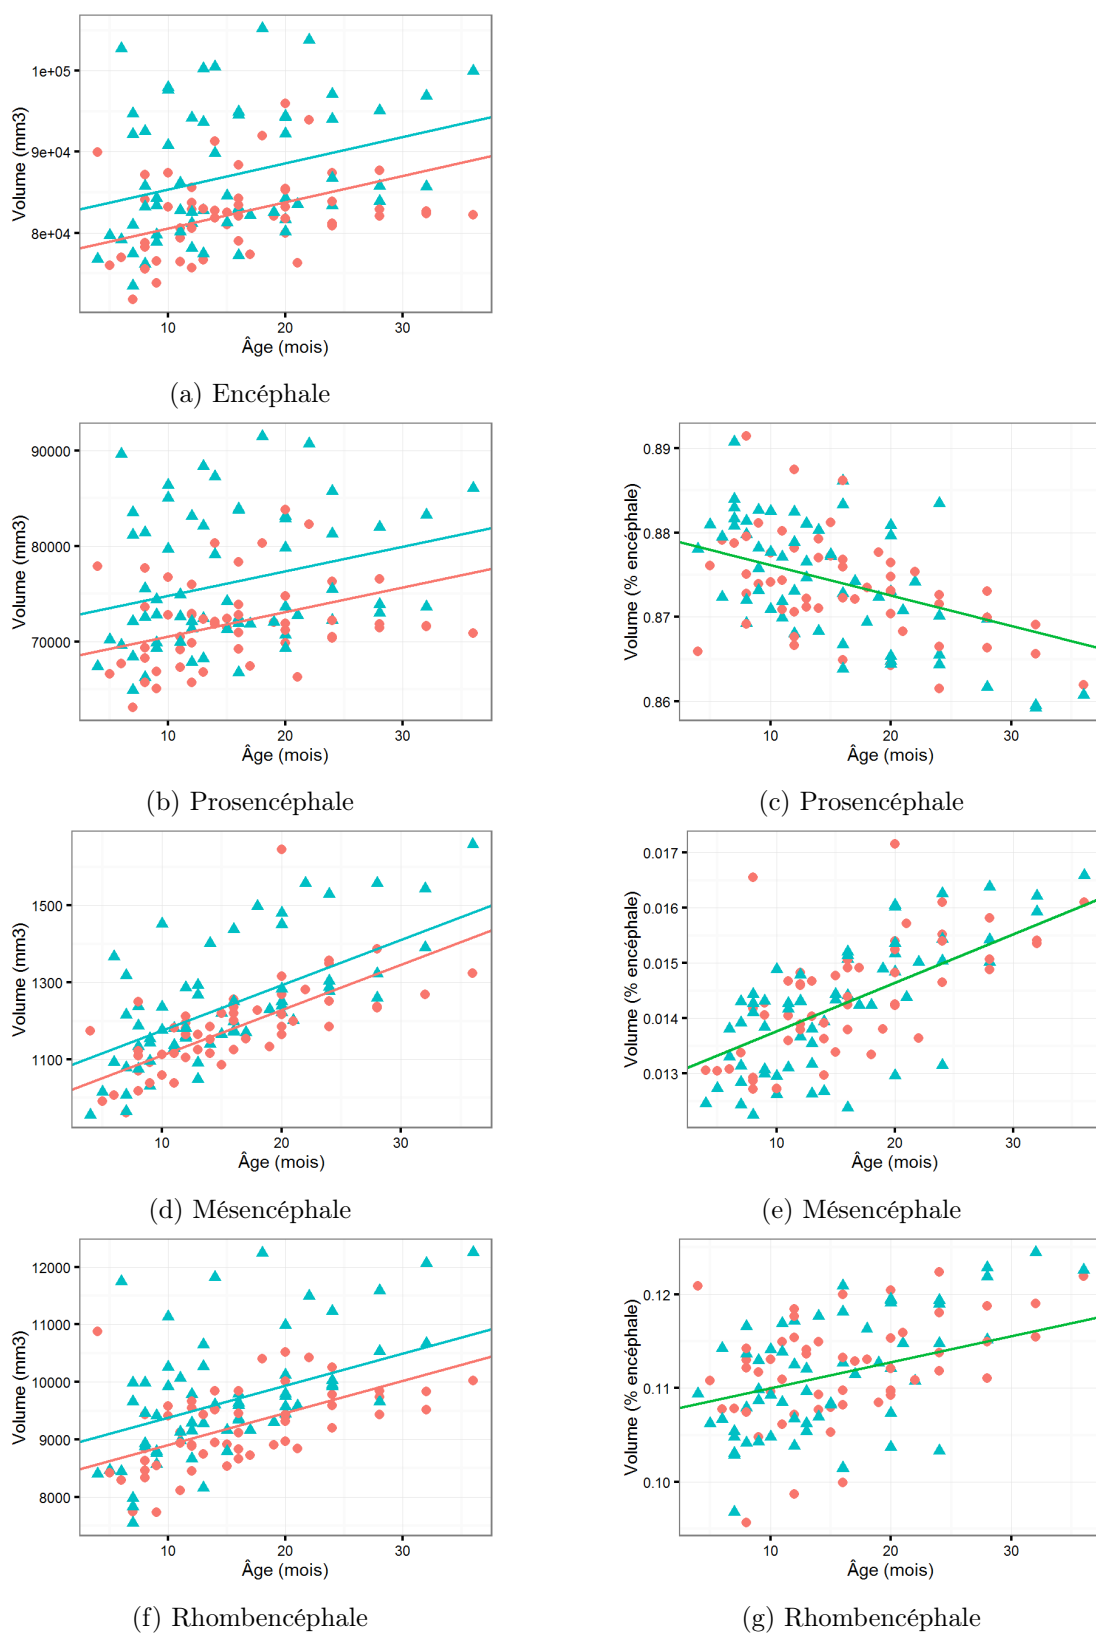 Volume (mm3)
1e+05
9e+04
8e+04
10 20 30
Âge (mois)
(a) Encéphale
Volume (mm3)
90000
80000
70000
10 20 30
Âge (mois)
(b) Prosencéphale
Volume (% encéphale)
0.89
0.88
0.87
0.86
10 20 30
Âge (mois)
(c) Prosencéphale
Volume (mm3)
1500
1300
1100
10 20 30
Âge (mois)
(d) Mésencéphale
Volume (% encéphale)
0.017
0.016
0.015
0.014
0.013
10 20 30
Âge (mois)
(e) Mésencéphale
Volume (mm3)
12000
11000
10000
9000
8000
10 20 30
Âge (mois)
(f) Rhombencéphale
Volume (% encéphale)
0.12
0.11
0.10
10 20 30
Âge (mois)
(g) Rhombencéphale